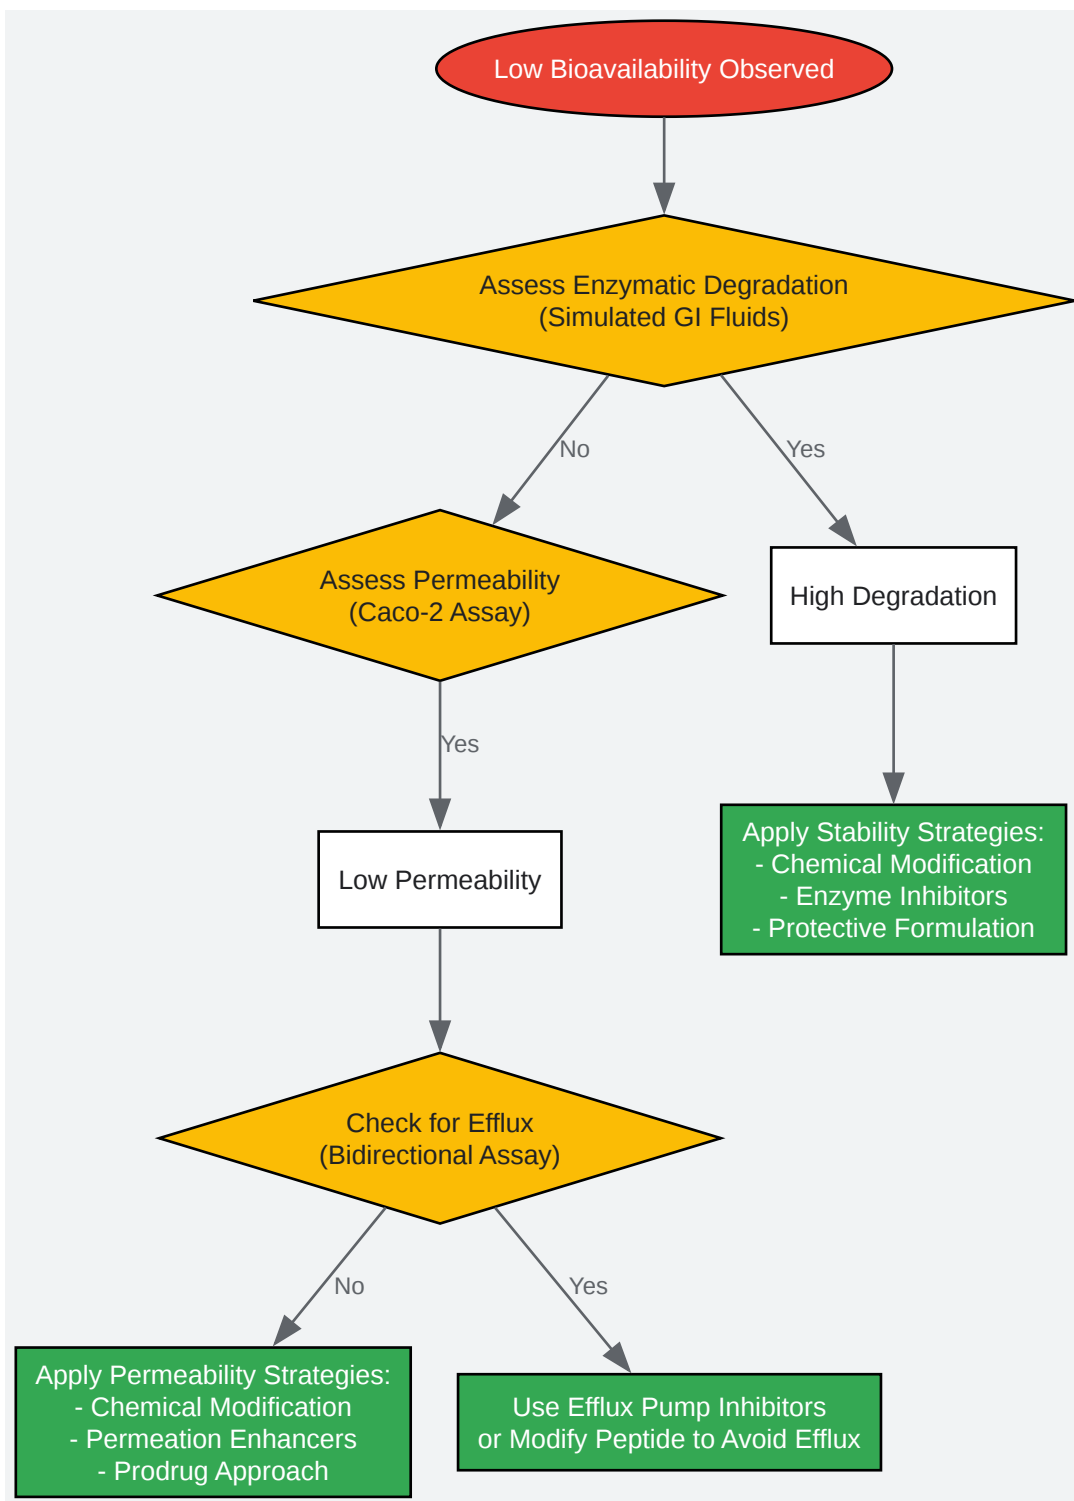 Low Bioavailability Observed
Assess Enzymatic Degradation
(Simulated GI Fluids)
No
Yes
Assess Permeability
(Caco-2 Assay)
High Degradation
Yes
Apply Stability Strategies:
- Chemical Modification
- Enzyme Inhibitors
- Protective Formulation
Low Permeability
Check for Efflux
(Bidirectional Assay)
No
Yes
Apply Permeability Strategies:
- Chemical Modification
- Permeation Enhancers
- Prodrug Approach
Use Efflux Pump Inhibitors
or Modify Peptide to Avoid Efflux